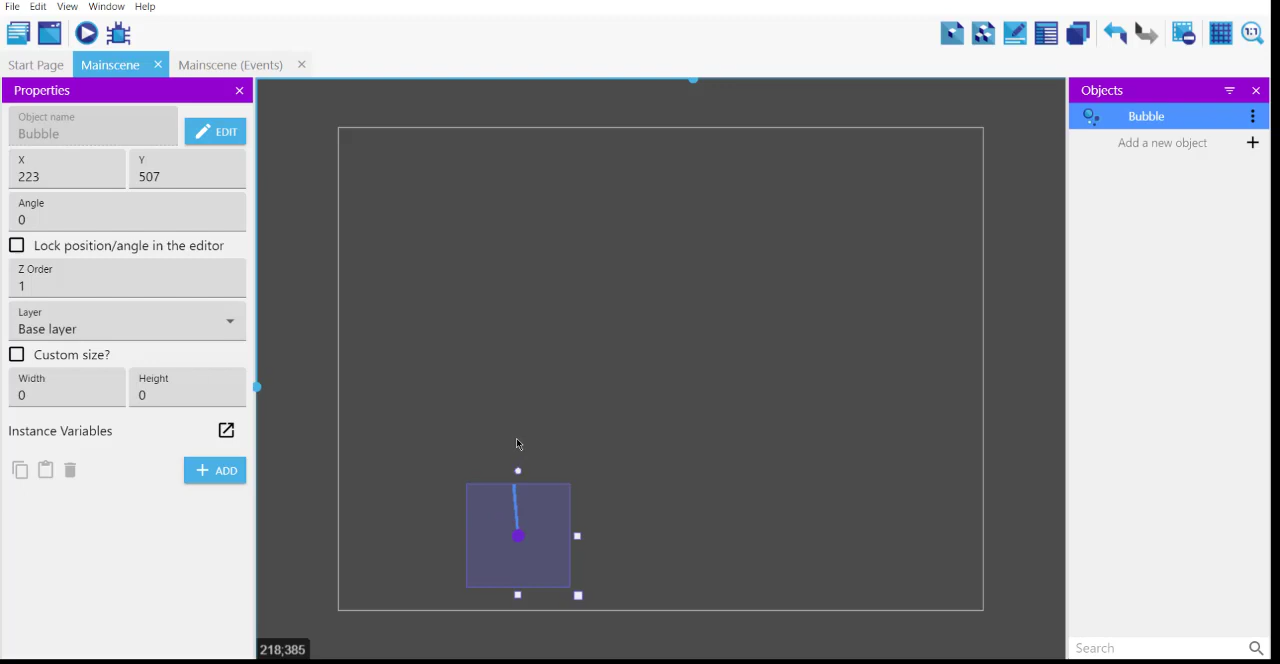 File Edit View Window Help
1:1
Start Page Mainscene × Mainscene (Events) ×
Properties ×
Object name
Bubble
EDIT
X
223
Y
507
Angle
0
Lock position/angle in the editor
Z Order
1
Layer
Base layer
Custom size?
Width
0
Height
0
Instance Variables
+ ADD
218;385
Objects ×
Bubble
Add a new object +
Search